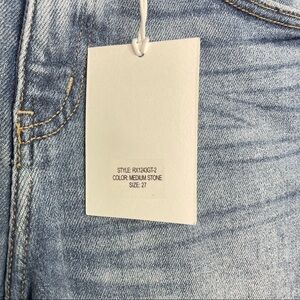 STYLE: RX1243GT-2
COLOR: MEDIUM STONE
SIZE: 27